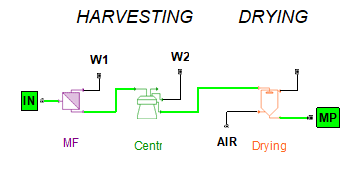 HARVESTING DRYING
W1 W2
IN MP
AIR
MF Centr Drying